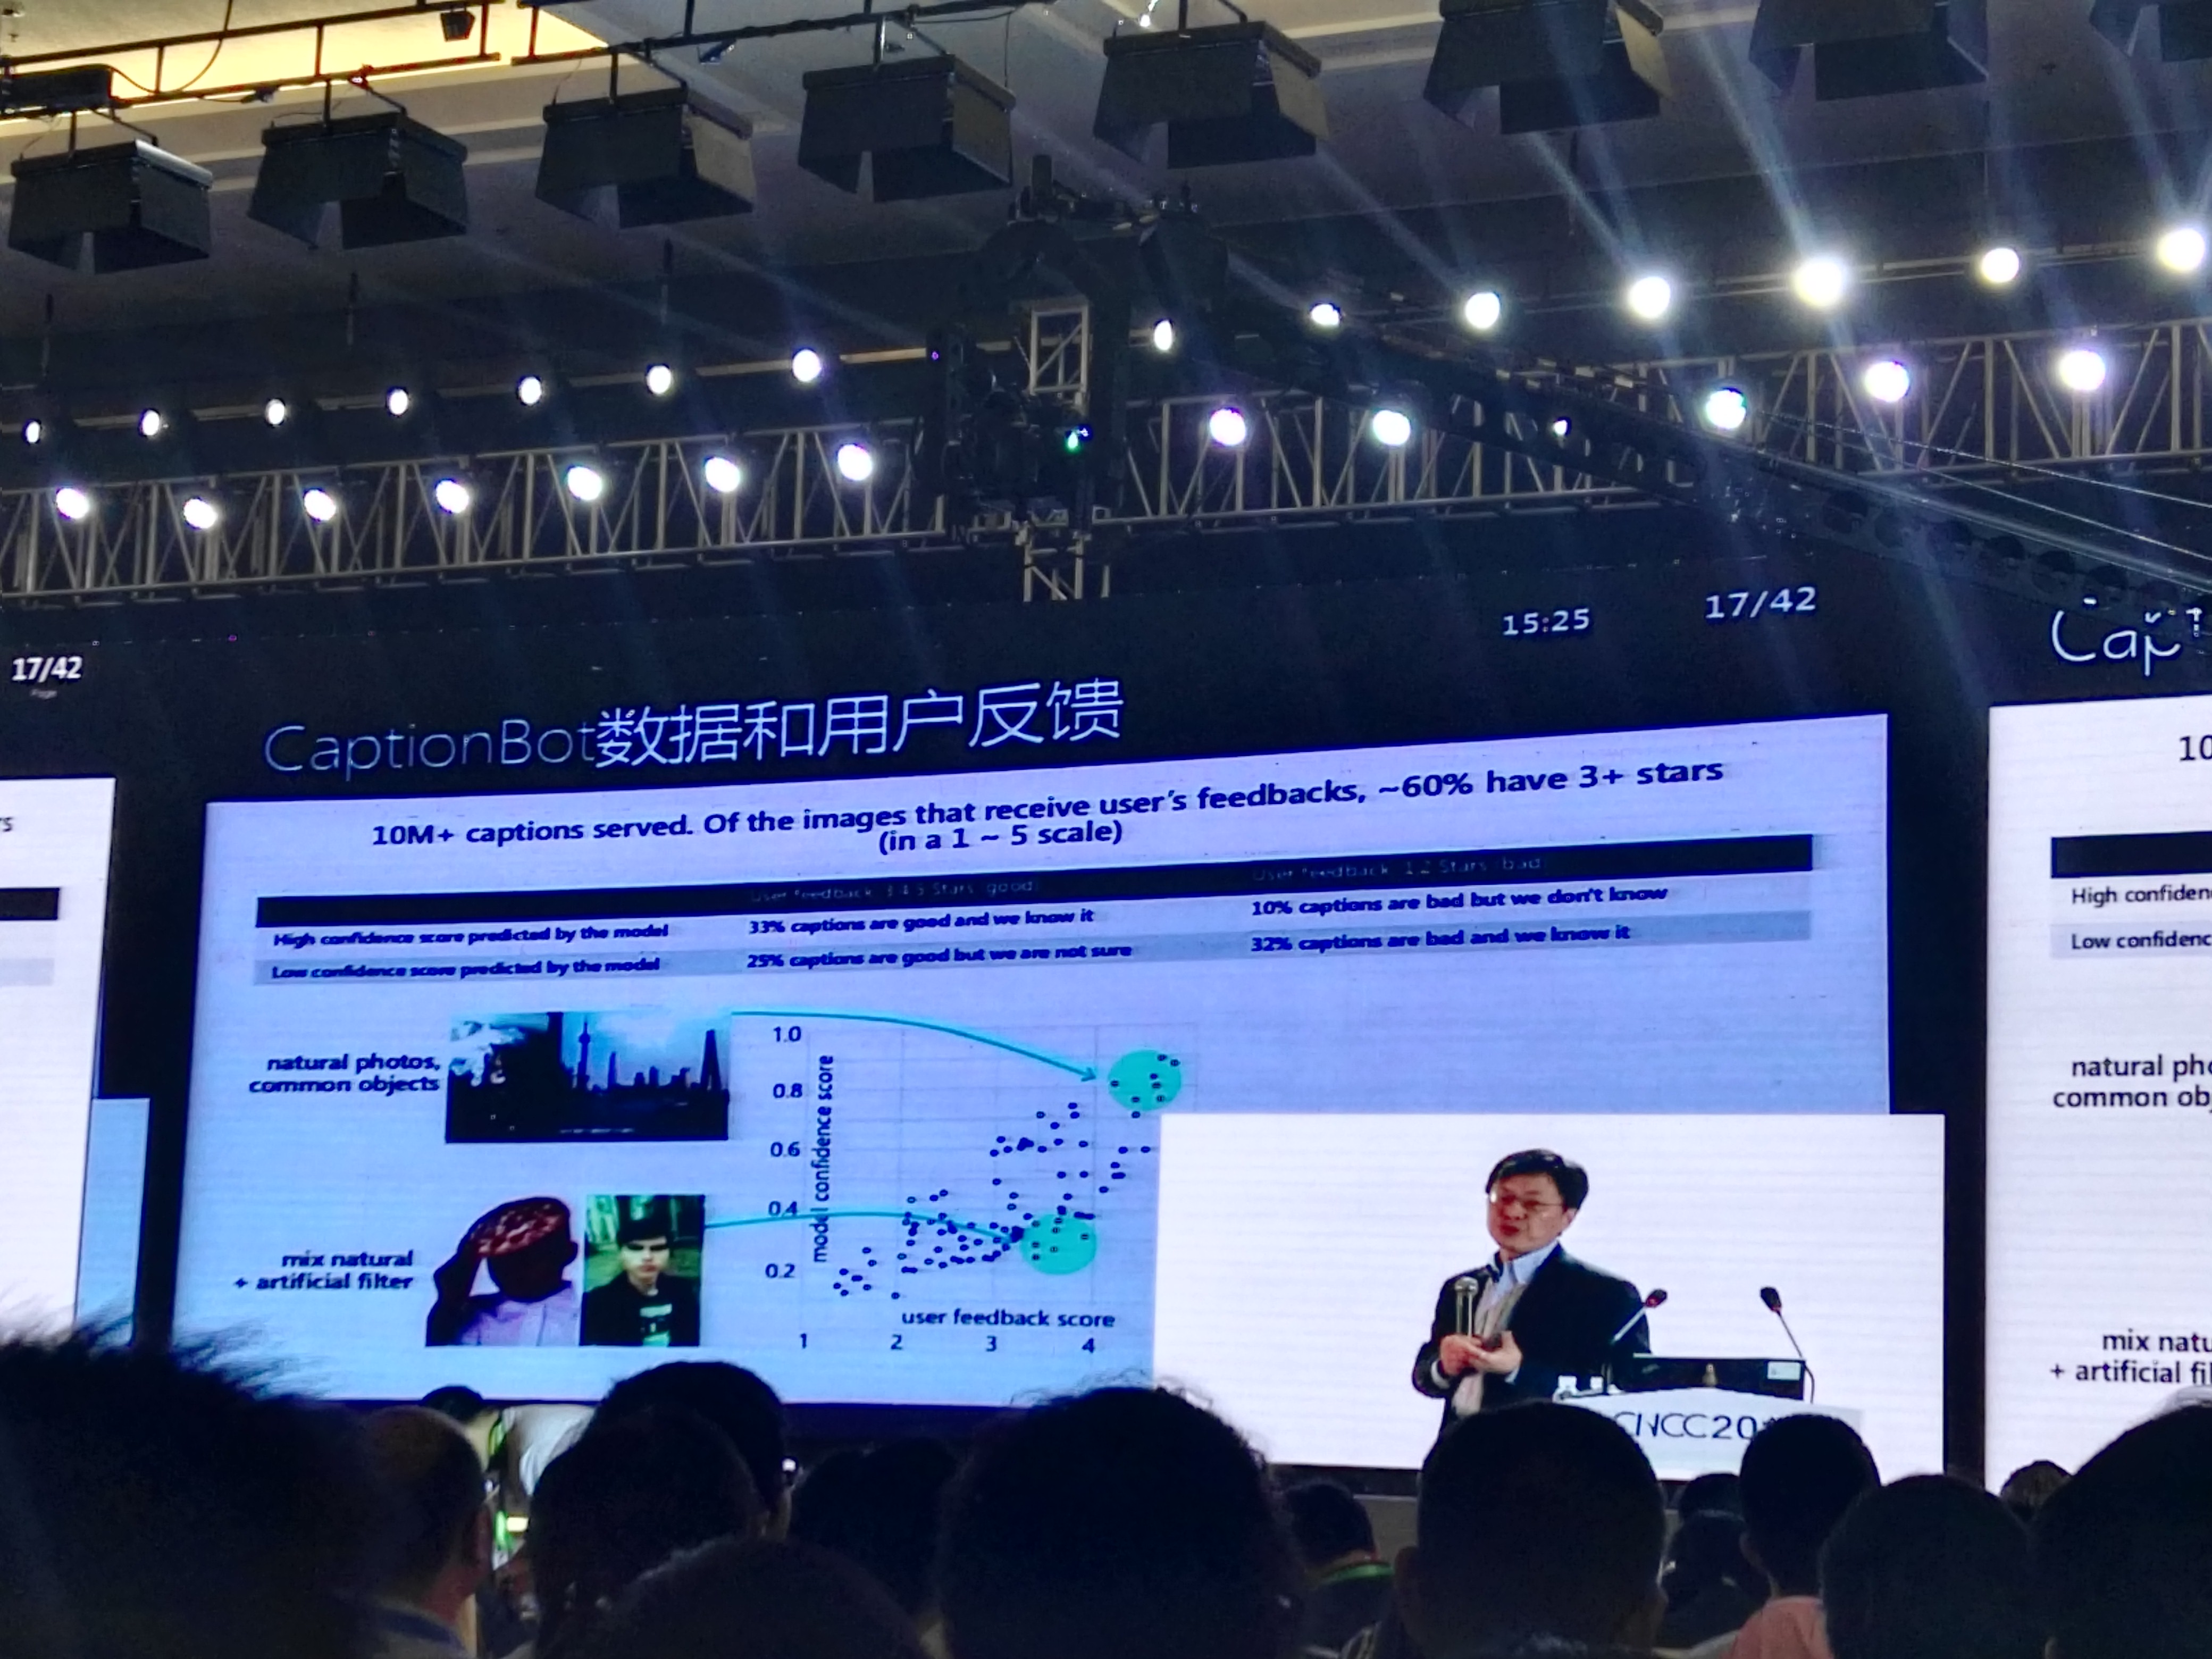 15:25
17/42
17/42
Page
CaptionBot数据和用户反馈
10M+ captions served. Of the images that receive user's feedbacks, ~60% have 3+ stars
(in a 1 ~ 5 scale)
User feedback 3 4 5 Stars good
User feedback 1,2 Stars bad
High confidence score predicted by the model
33% captions are good and we know it
10% captions are bad but we don't know
Low confidence score predicted by the model
25% captions are good but we are not sure
32% captions are bad and we know it
natural photos,
common objects
mix natural
+ artificial filter
model confidence score
1.0
0.8
0.6
0.4
0.2
user feedback score
1
2
3
4
CNCC20
Capt
10
High confiden
Low confidenc
natural pho
common obj
mix natu
+ artificial fil